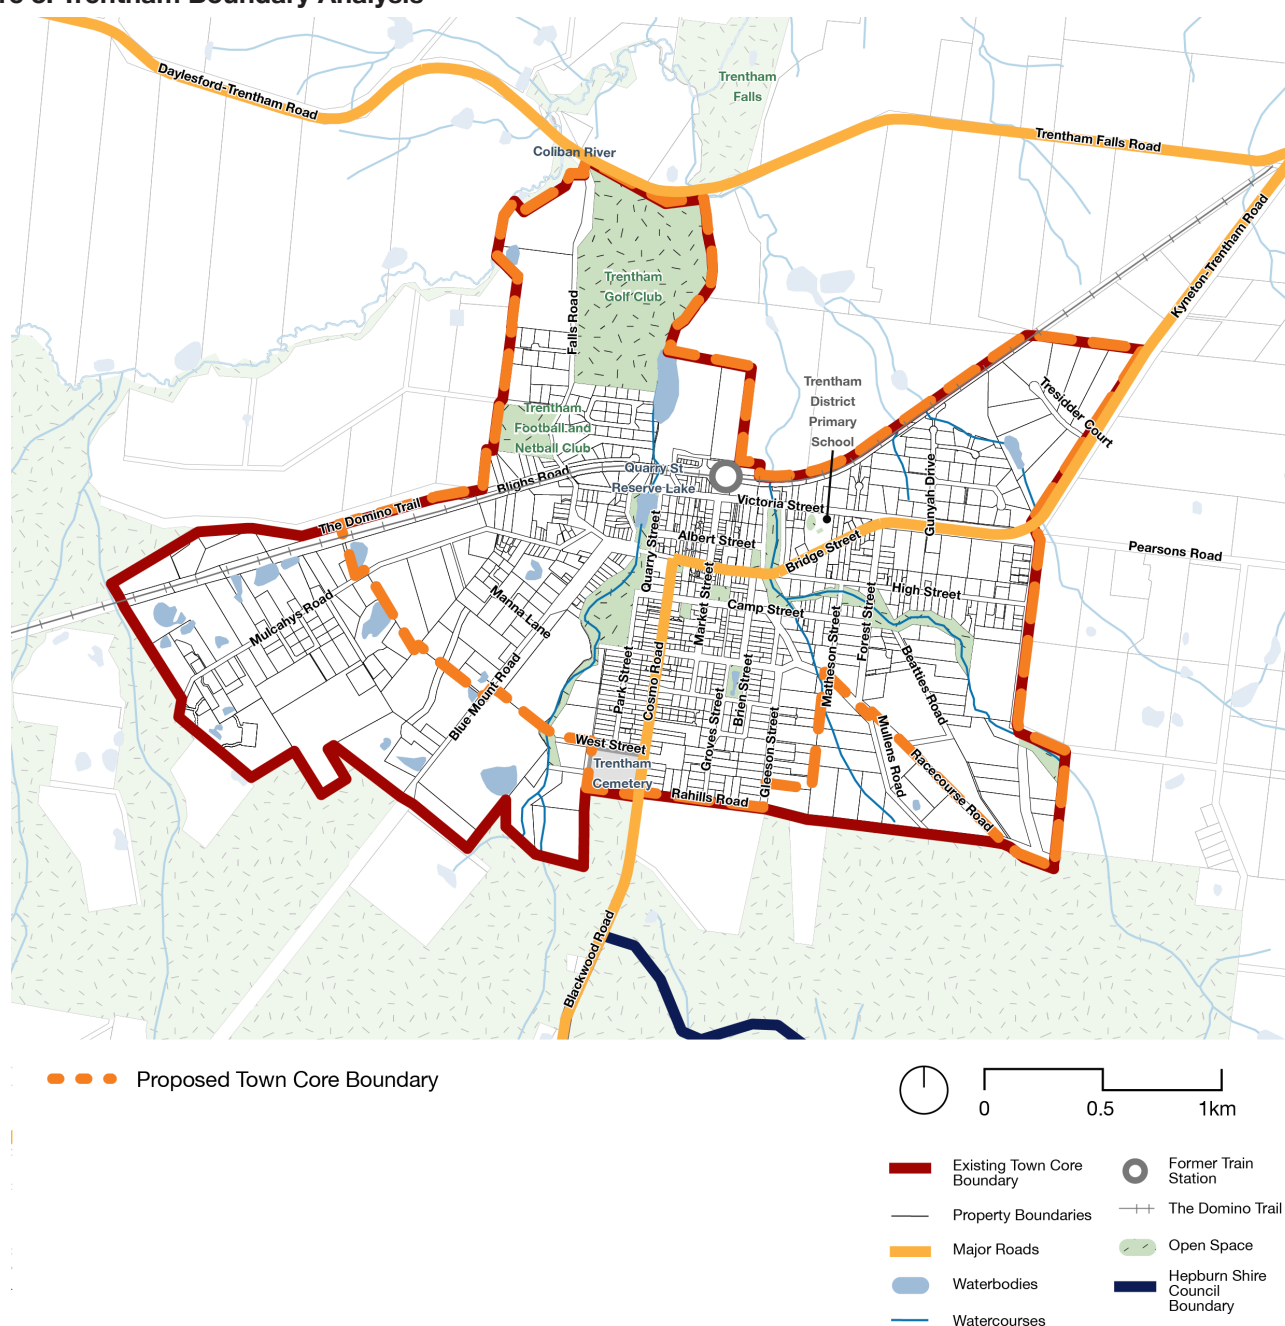 Trentham Boundary Analysis
Trentham
Falls
Daylesford-Trentham Road
Trentham Falls Road
Coliban River
Kyneton-Trentham Road
Trentham
Golf Club
Falls Road
Trentham
District
Primary
School
Tresidder Court
Trentham
Football and
Netball Club
Quarry St
Reserve Lake
Blighs Road
Gunyah Drive
Victoria Street
The Domino Trail
Albert Street
Bridge Street
Quarry Street
Pearsons Road
High Street
Market Street
Camp Street
Mulcahys Road
Manna Lane
Forest Street
Matheson Street
Beatties Road
Park Street
Cosmo Road
Brien Street
Blue Mount Road
Groves Street
Gleeson Street
Mullens Road
West Street
Trentham
Cemetery
Rahills Road
Racecourse Road
Blackwood Road
Proposed Town Core Boundary
0
0.5
1km
Existing Town Core
Boundary
Property Boundaries
Major Roads
Waterbodies
Watercourses
Former Train
Station
The Domino Trail
Open Space
Hepburn Shire
Council
Boundary